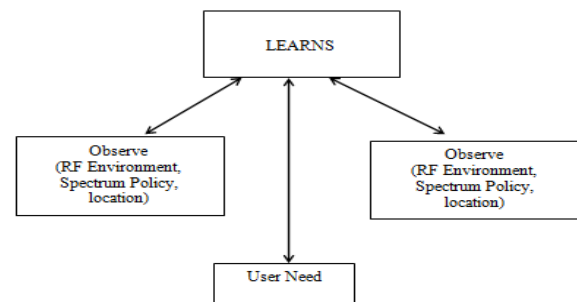 LEARNS
Observe
(RF Environment,
Spectrum Policy,
location)
Observe
(RF Environment,
Spectrum Policy,
location)
User Need